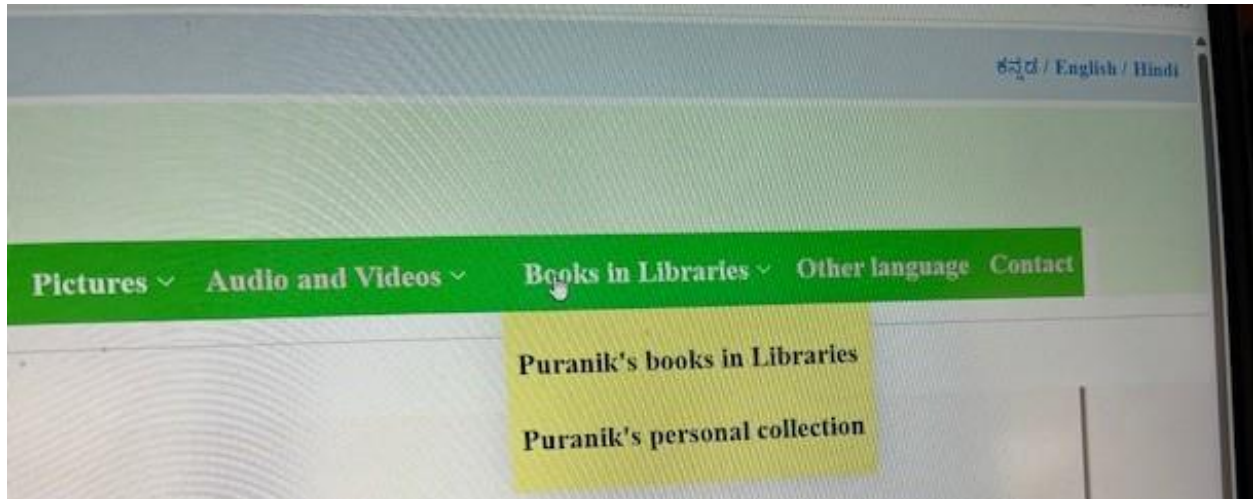 ಕನ್ನಡ / English / Hindi
Pictures Audio and Videos Books in Libraries Other language Contact
Puranik's books in Libraries
Puranik's personal collection